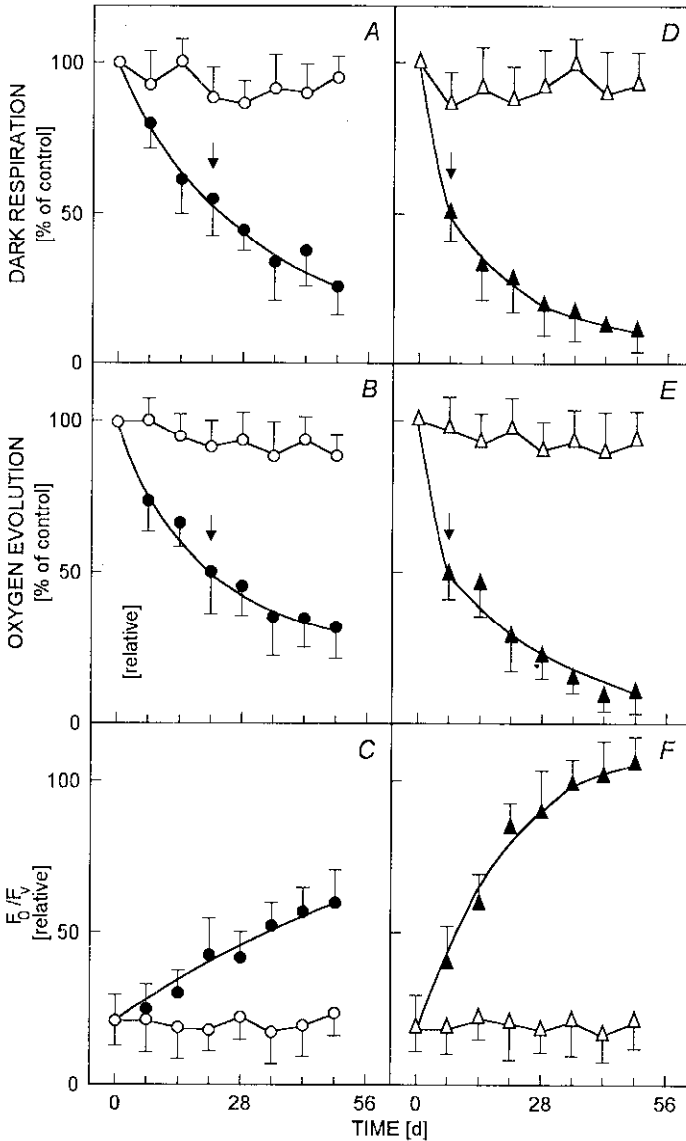 A
D
100
50
0
DARK RESPIRATION
[% of control]
B
E
100
50
0
OXYGEN EVOLUTION
[% of control]
[relative]
C
F
100
50
0
F0/Fv
[relative]
0 28 56 0 28 56
TIME [d]